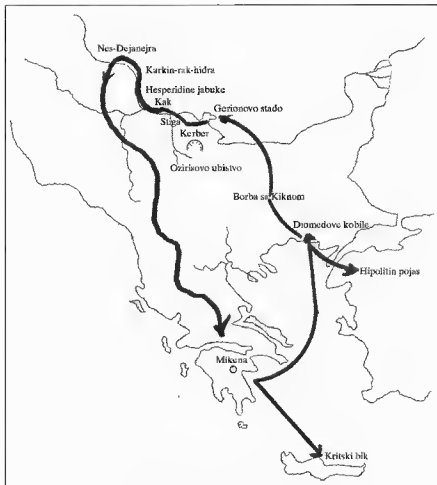 Nes-Dejanejra
Karkin-rak-hidra
Hesperidine jabuke
Kak
Gerionovo stado
Stiga
Kerber
Ozirisovo ubistvo
Borba sa Kiknom
Diomedove kobile
Hipolitin pojas
Mikena
Kritski bik